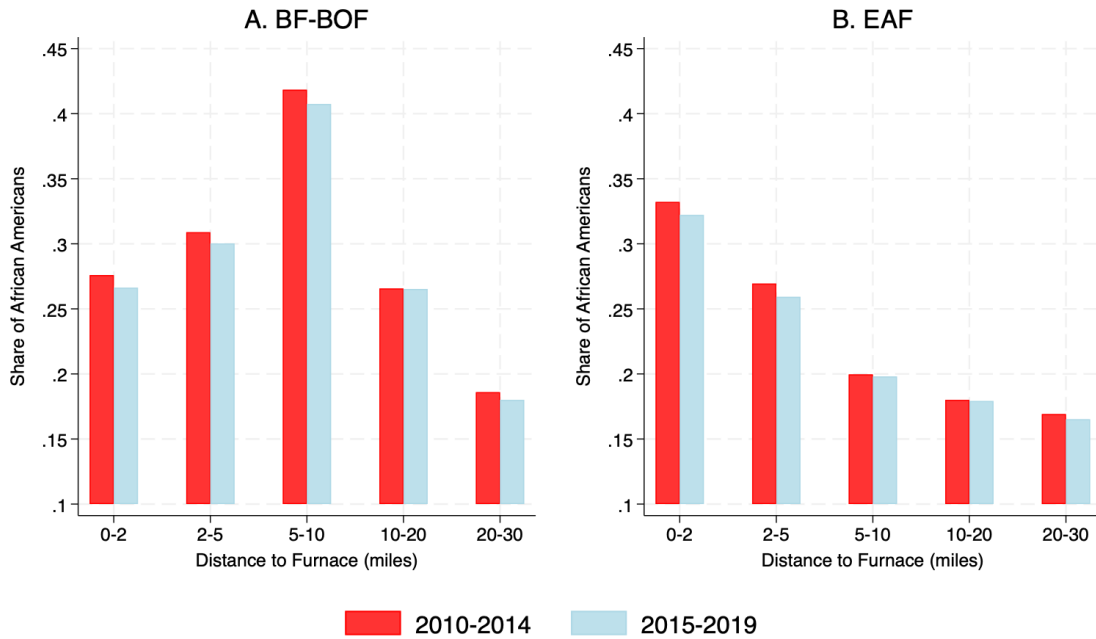 A. BF-BOF
.45
.4
.35
.3
.25
.2
.15
.1
Share of African Americans
0-2 2-5 5-10 10-20 20-30
Distance to Furnace (miles)
B. EAF
.45
.4
.35
.3
.25
.2
.15
.1
Share of African Americans
0-2 2-5 5-10 10-20 20-30
Distance to Furnace (miles)
2010-2014 2015-2019